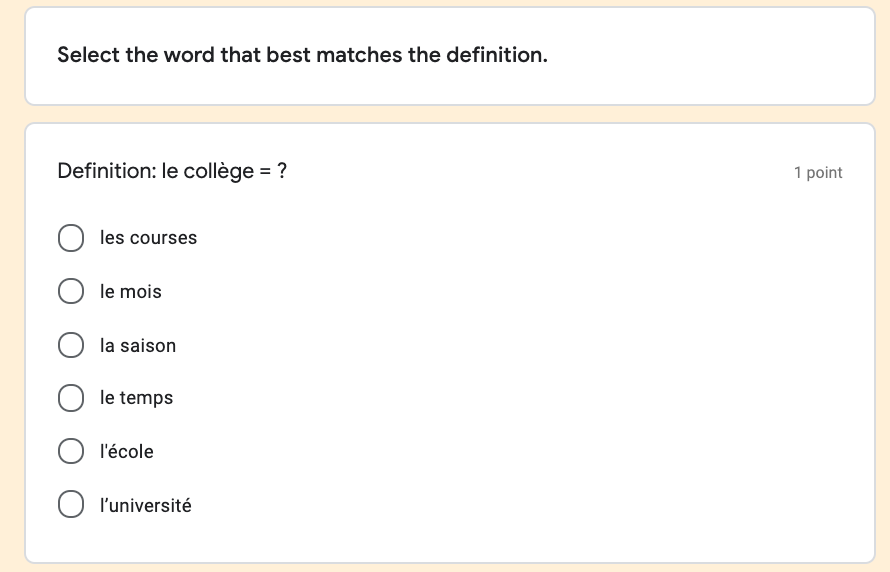 Select the word that best matches the definition.
Definition: le collège = ?
1 point
les courses
le mois
la saison
le temps
l'école
l’université